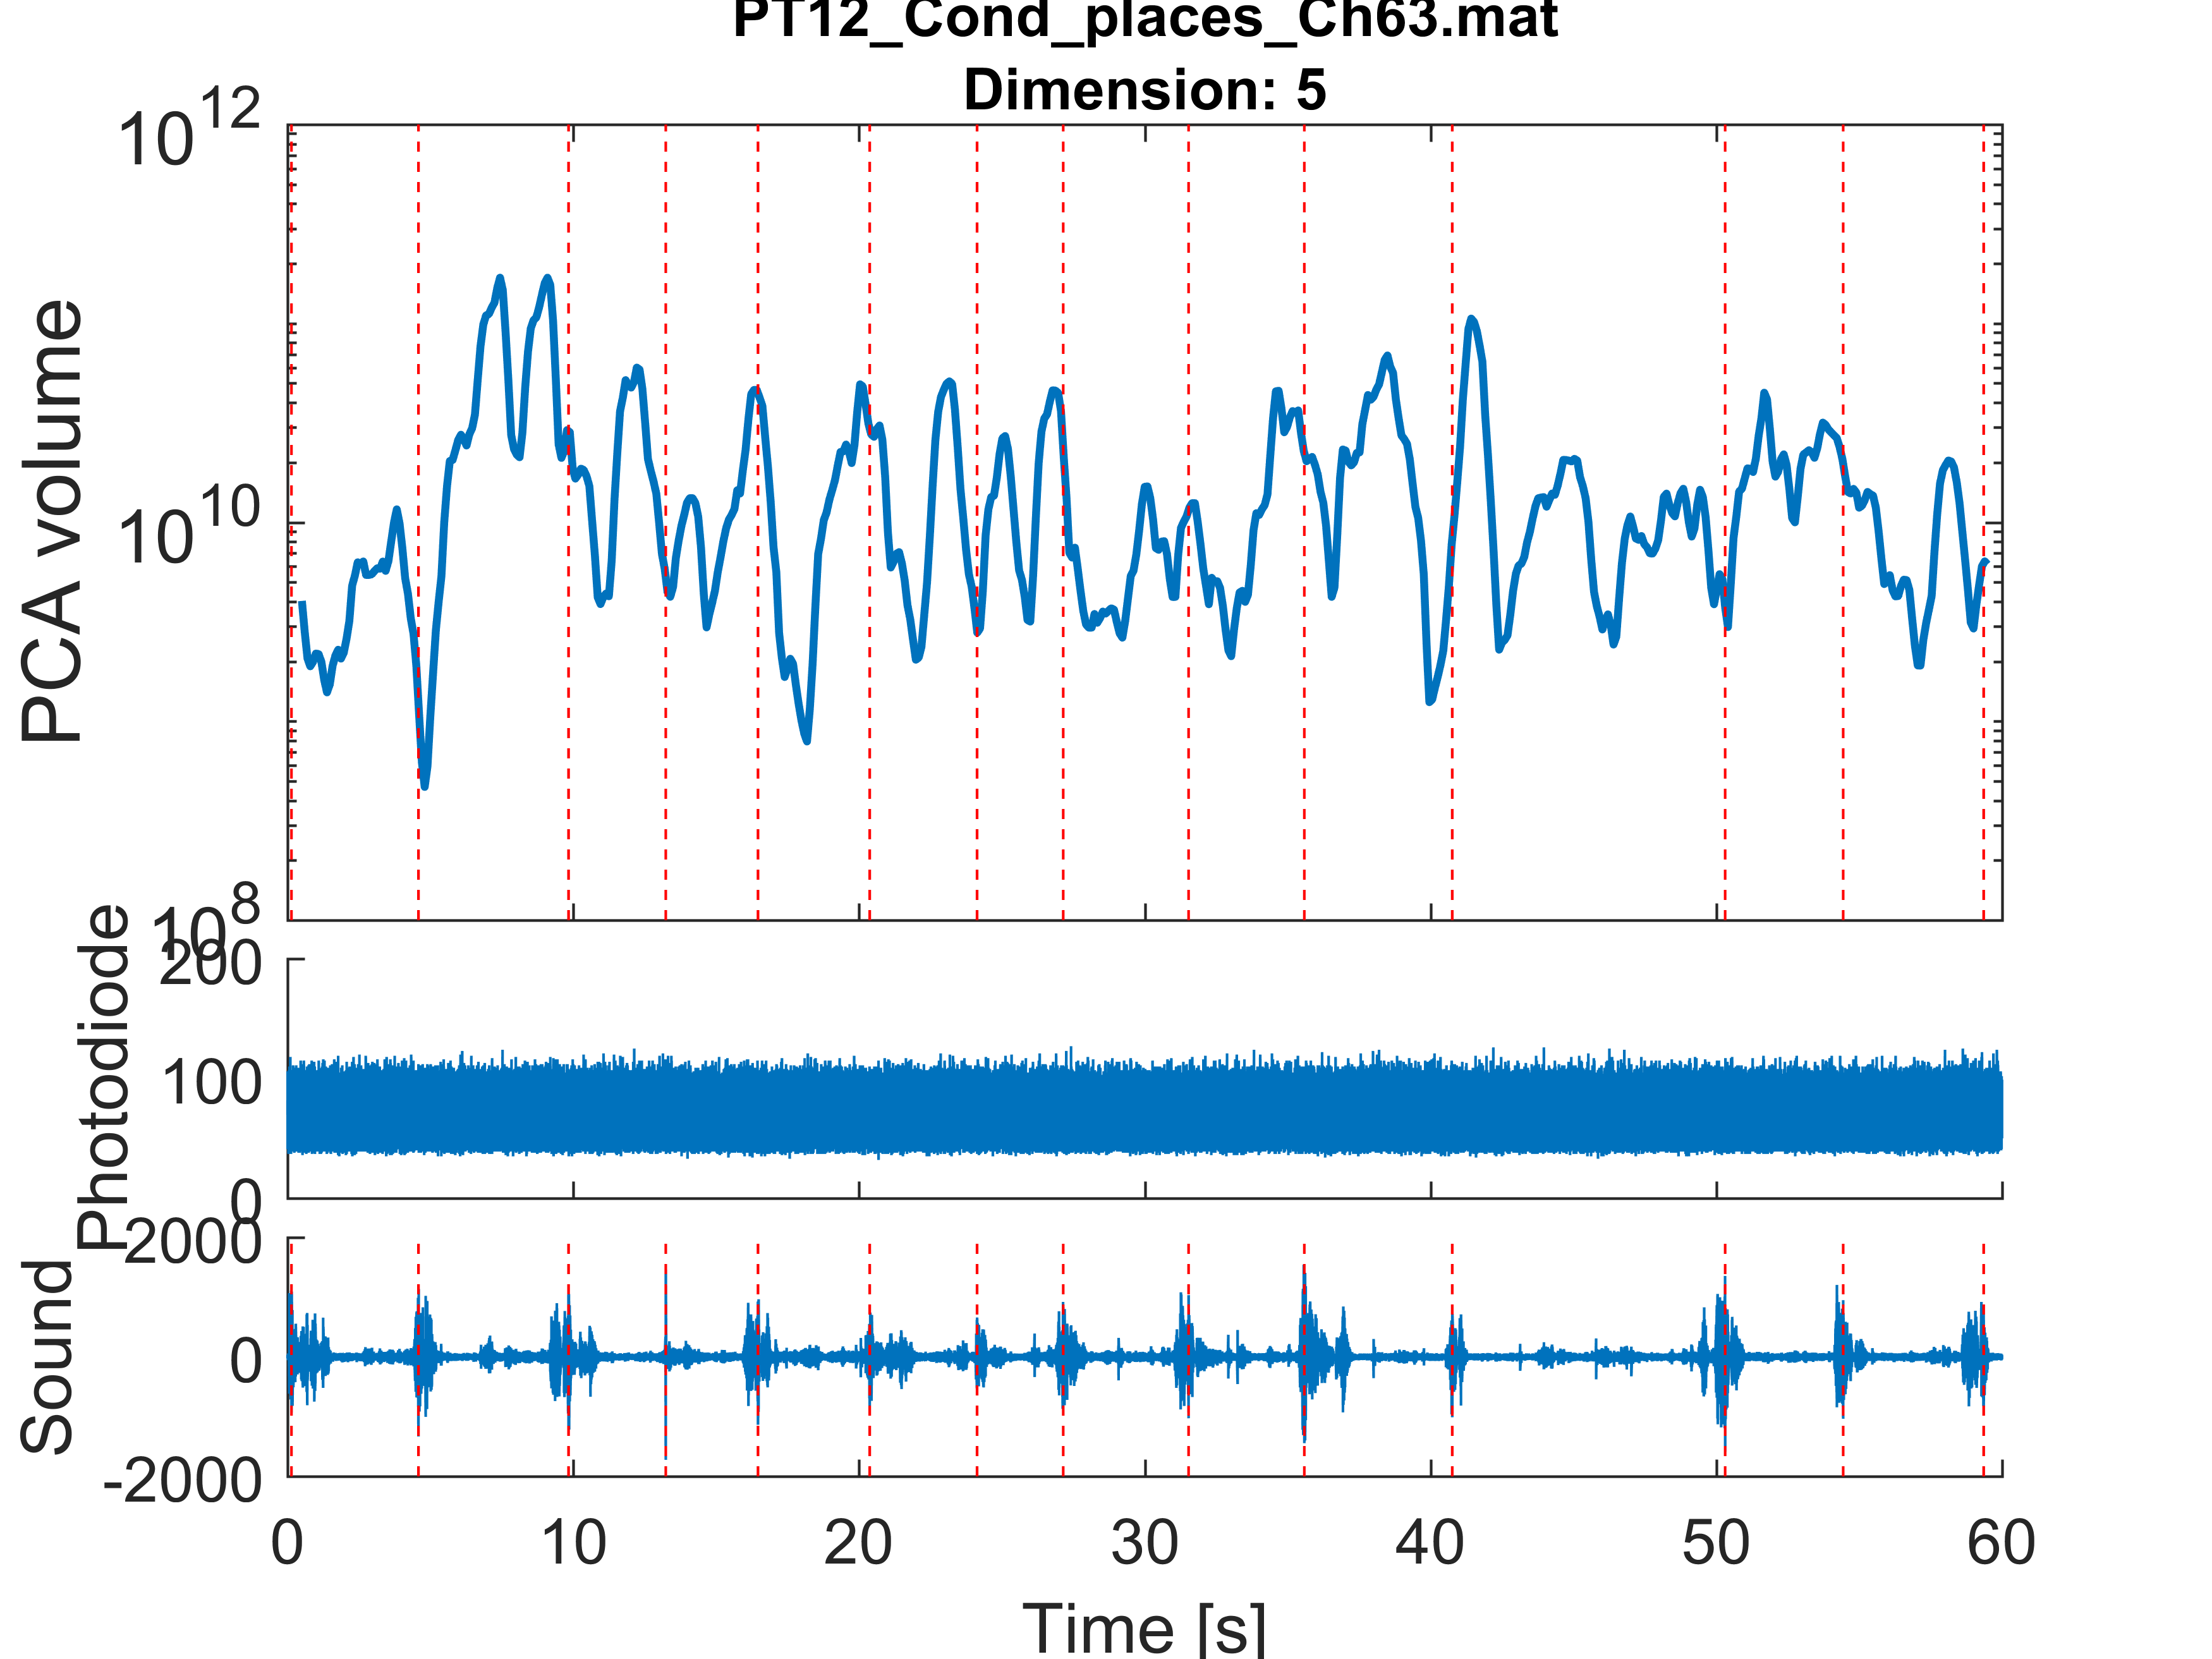 PT12_Cond_places_Ch63.mat
Dimension: 5
PCA volume
10^12
10^10
10^8
Photodiode
200
100
0
Sound
2000
0
-2000
0 10 20 30 40 50 60
Time [s]